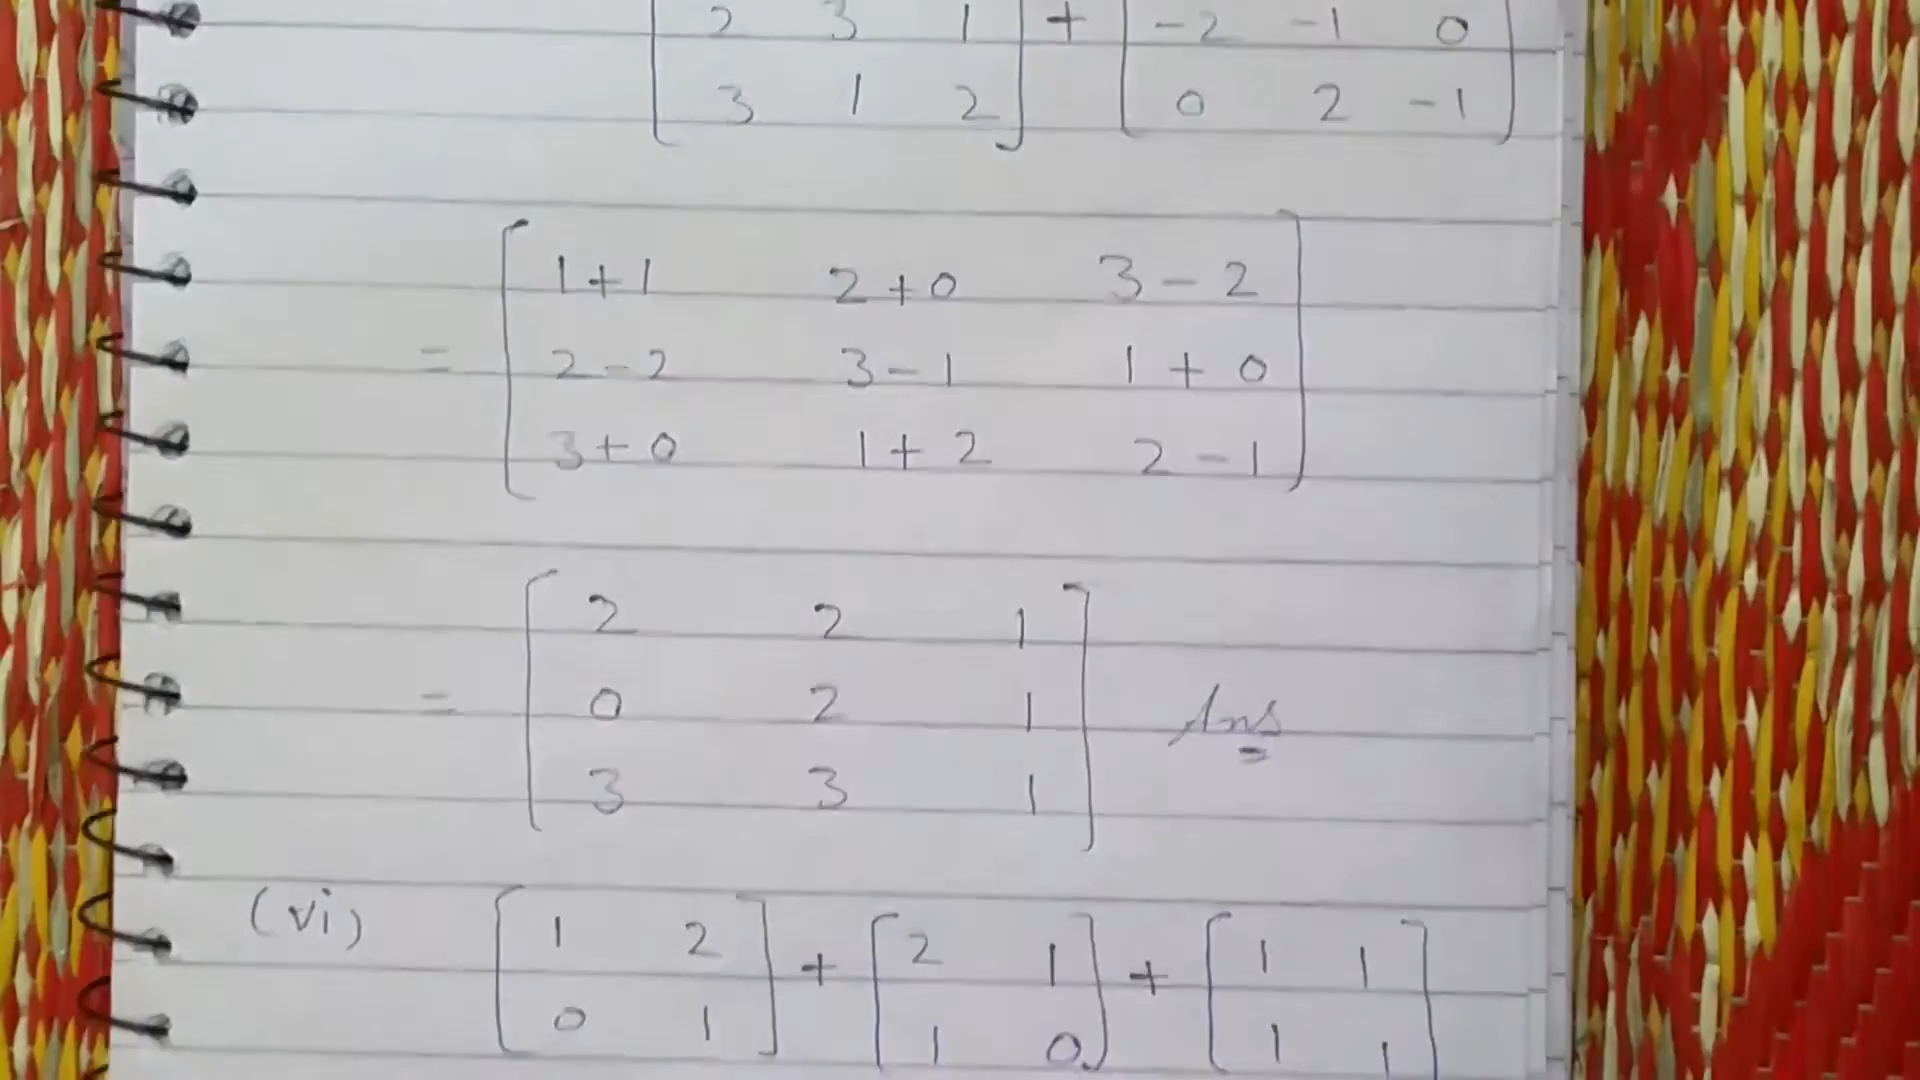 2 3 1 + -2 -1 0
3 1 2 0 2 -1
1+1 2+0 3-2
= 2-2 3-1 1+0
3+0 1+2 2-1
2 2 1
= 0 2 1 Ans
3 3 1
(vi) 1 2 + 2 1 + 1 1
0 1 1 0 1 1